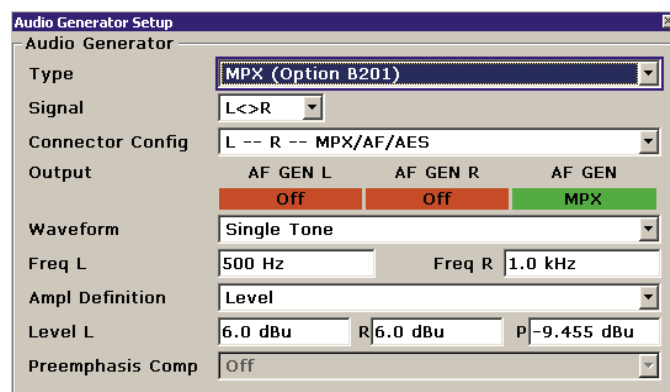 Audio Generator Setup
Audio Generator
Type MPX (Option B201)
Signal L<>R
Connector Config L -- R -- MPX/AF/AES
Output AF GEN L AF GEN R AF GEN
Off Off MPX
Waveform Single Tone
Freq L 500 Hz Freq R 1.0 kHz
Ampl Definition Level
Level L 6.0 dBu R 6.0 dBu P -9.455 dBu
Preemphasis Comp Off